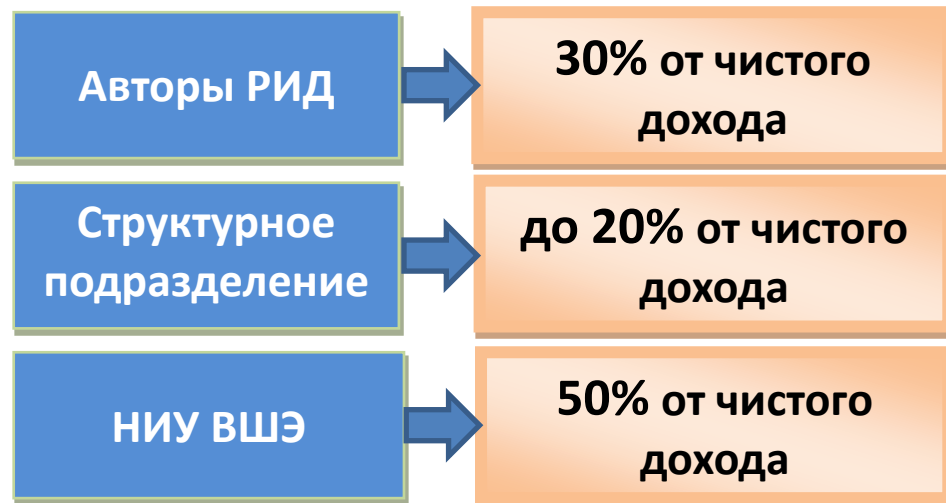 Авторы РИД
30% от чистого
дохода
Структурное
подразделение
до 20% от чистого
дохода
НИУ ВШЭ
50% от чистого
дохода